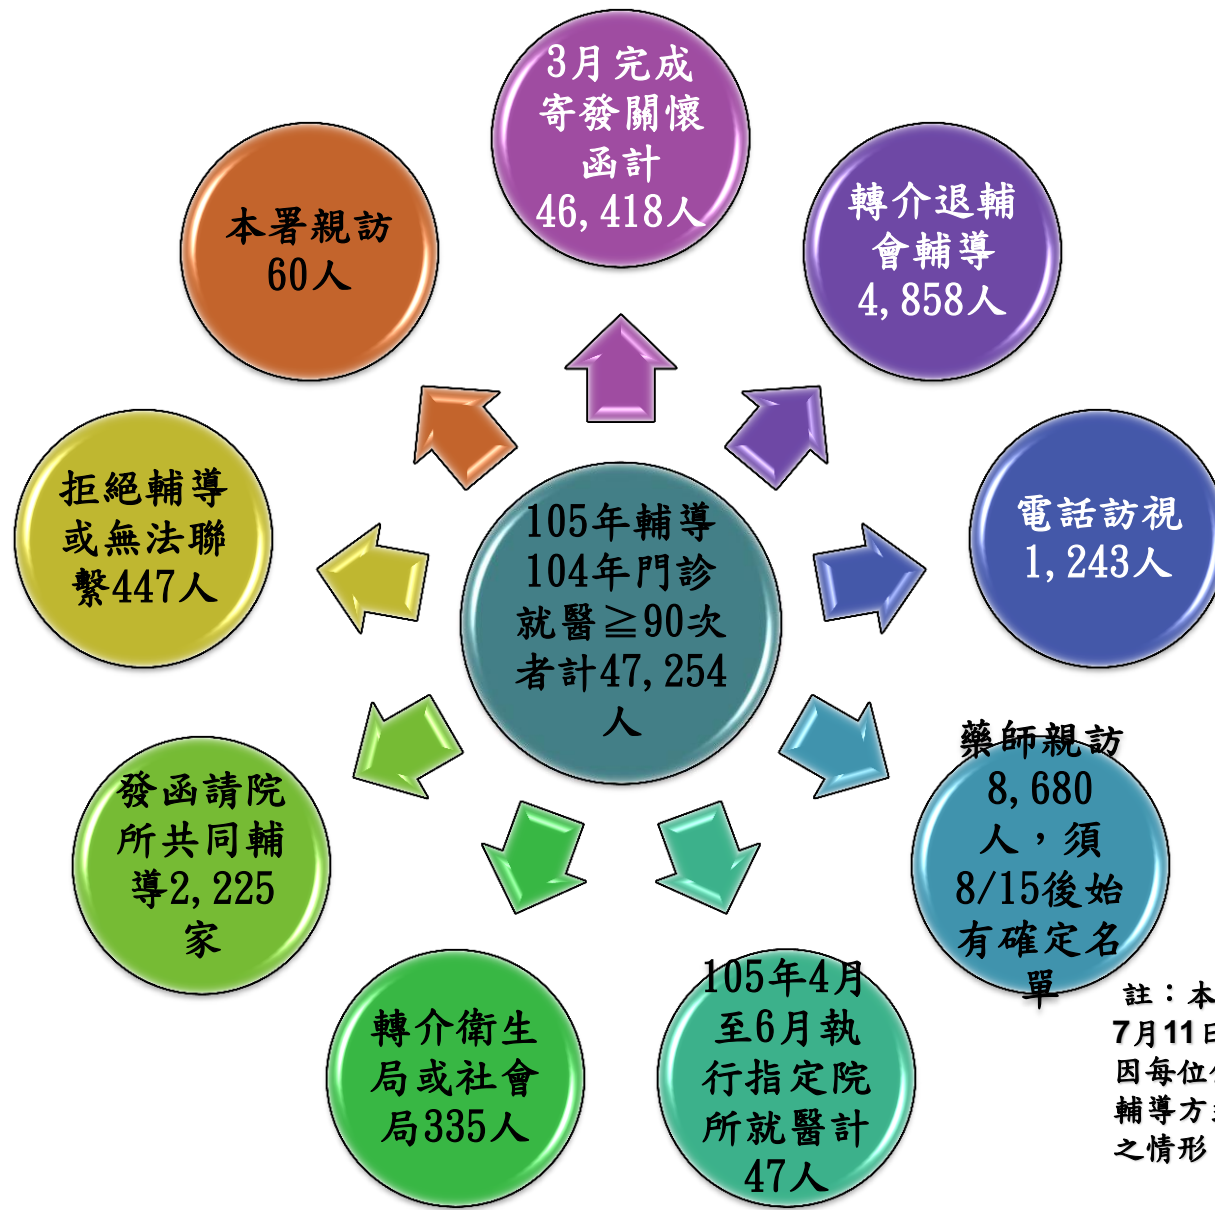 3月完成
寄發關懷
函計
46,418人
轉介退輔
會輔導
4,858人
電話訪視
1,243人
藥師親訪
8,680
人，須
8/15後始
有確定名
單
105年4月
至6月執
行指定院
所就醫計
47人
轉介衛生
局或社會
局335人
發函請院
所共同輔
導2,225
家
拒絕輔導
或無法聯
繫447人
本署親訪
60人
105年輔導
104年門診
就醫≧90次
者計47,254
人
註：本
7月11日
因每位
輔導方
之情形